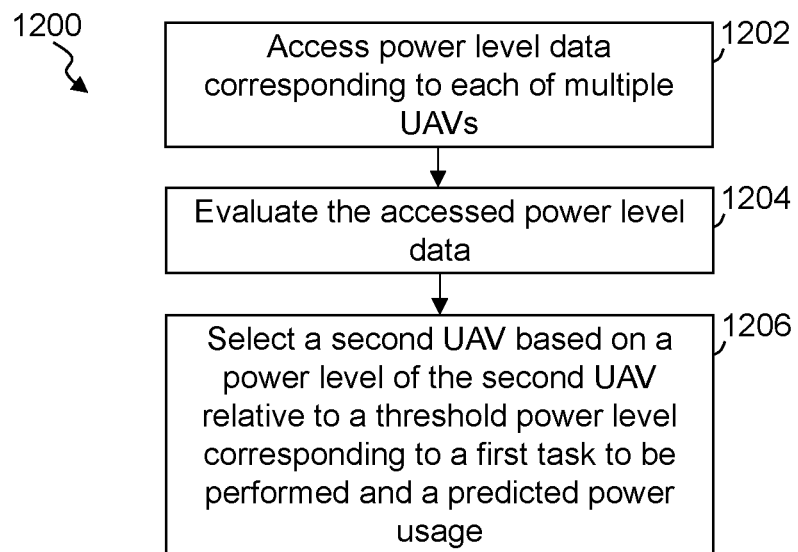 1200
Access power level data
corresponding to each of multiple
UAVs
1202
Evaluate the accessed power level
data
1204
Select a second UAV based on a
power level of the second UAV
relative to a threshold power level
corresponding to a first task to be
performed and a predicted power
usage
1206